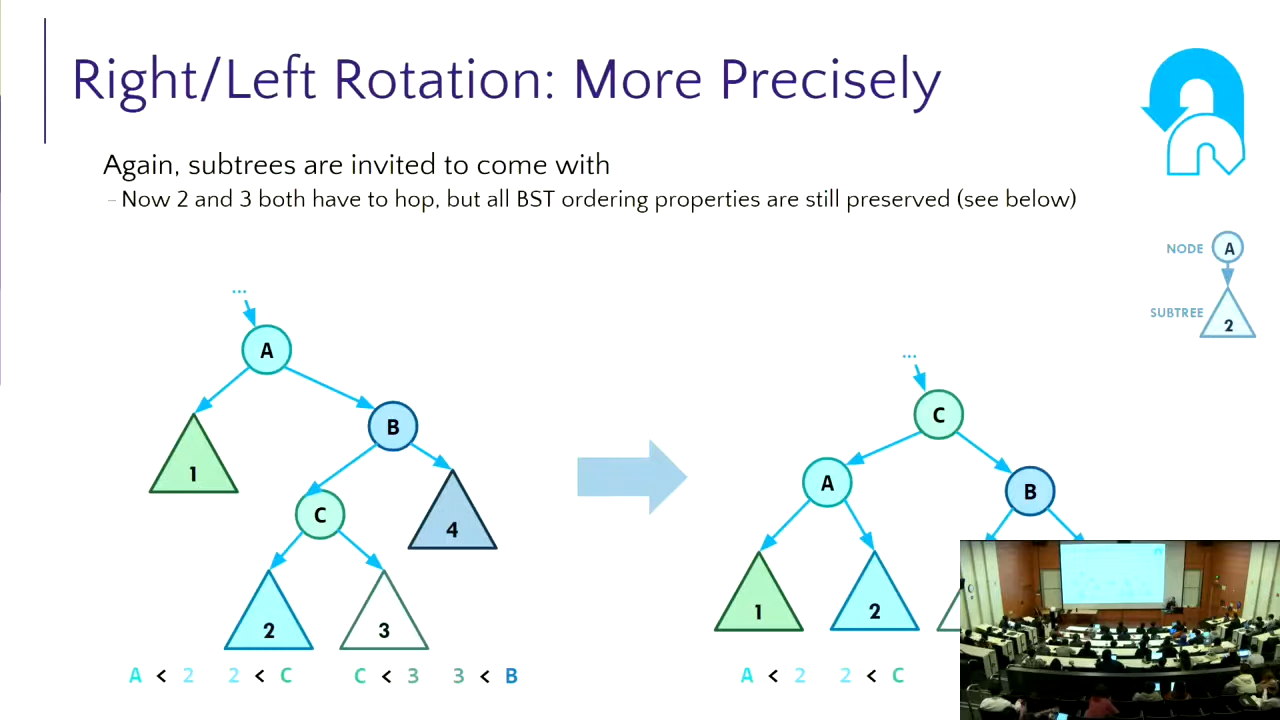 Right/Left Rotation: More Precisely
Again, subtrees are invited to come with
– Now 2 and 3 both have to hop, but all BST ordering properties are still preserved (see below)
NODE A
SUBTREE 2
...
A
B
1
C
4
2
3
A < 2 2 < C C < 3 3 < B
...
C
A
B
1
2
A < 2 2 < C